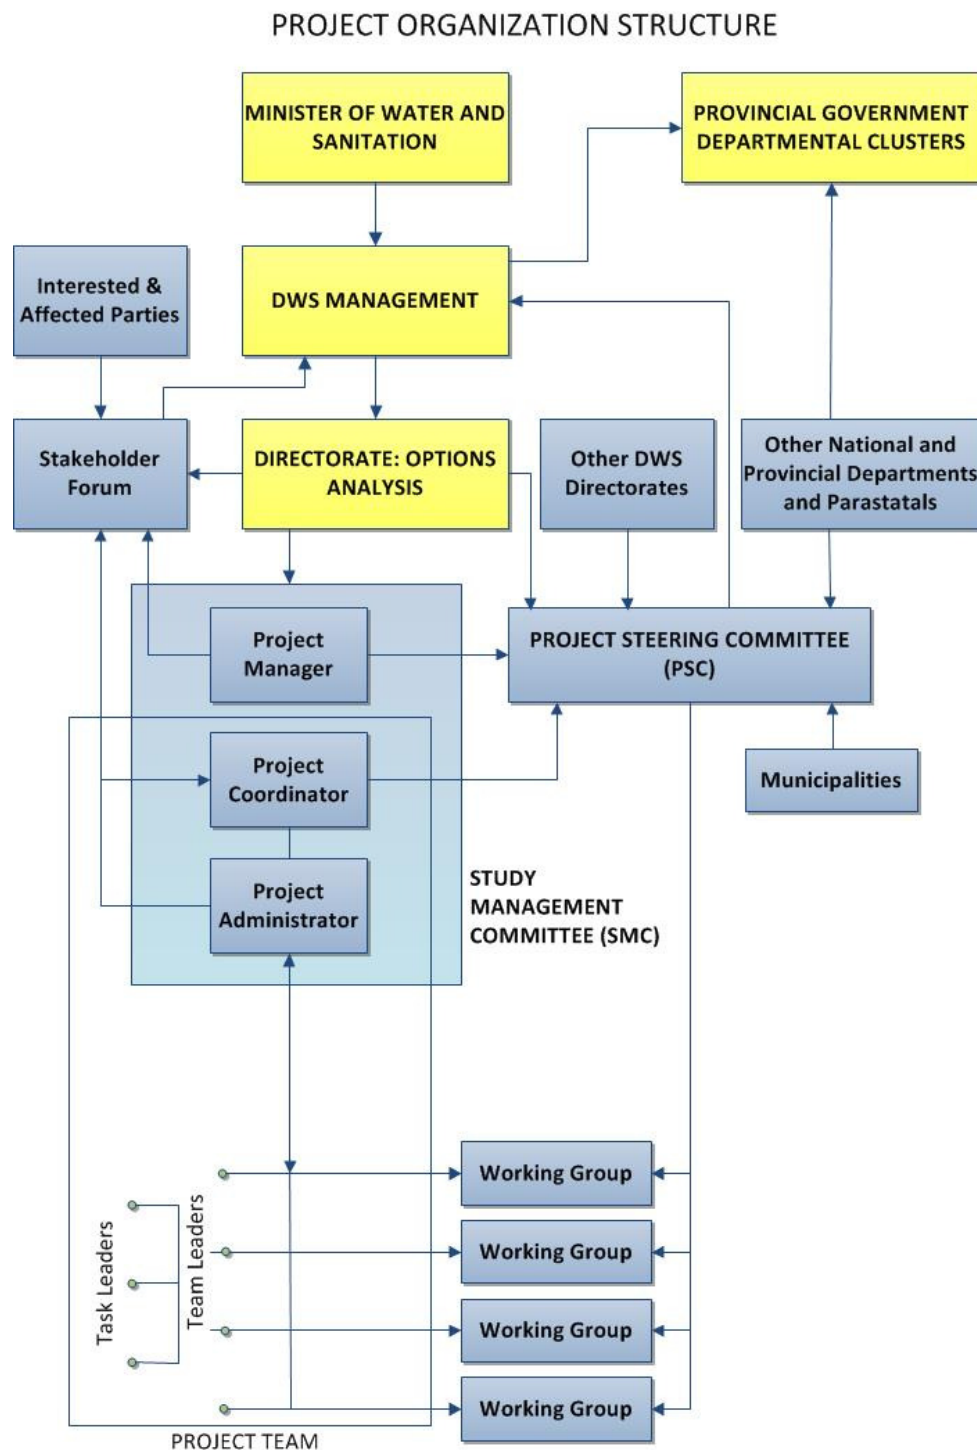 PROJECT ORGANIZATION STRUCTURE
MINISTER OF WATER AND
SANITATION
PROVINCIAL GOVERNMENT
DEPARTMENTAL CLUSTERS
Interested &
Affected Parties
DWS MANAGEMENT
Stakeholder
Forum
DIRECTORATE: OPTIONS
ANALYSIS
Other DWS
Directorates
Other National and
Provincial Departments
and Parastatals
Project
Manager
PROJECT STEERING COMMITTEE
(PSC)
Project
Coordinator
Municipalities
Project
Administrator
STUDY
MANAGEMENT
COMMITTEE (SMC)
Task Leaders
Team Leaders
Working Group
Working Group
Working Group
Working Group
PROJECT TEAM